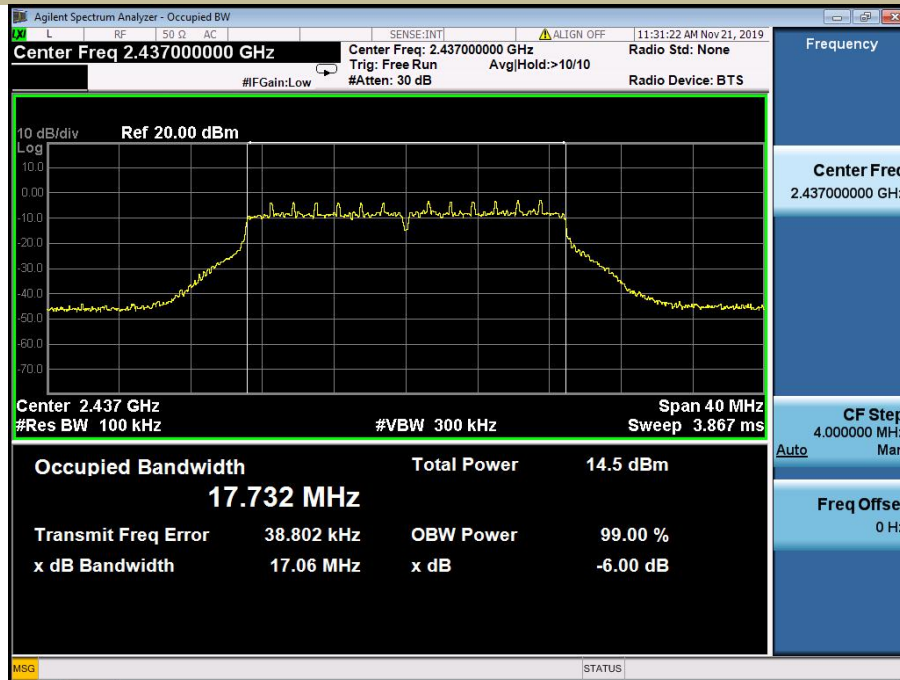 Agilent Spectrum Analyzer - Occupied BW
LXI L RF 50 Ω AC SENSE:INT ALIGN OFF 11:31:22 AM Nov 21, 2019
Center Freq 2.437000000 GHz
Center Freq: 2.437000000 GHz
Radio Std: None
Trig: Free Run Avg|Hold:>10/10
#IFGain:Low
#Atten: 30 dB
Radio Device: BTS
Frequency
10 dB/div Ref 20.00 dBm
Log
10.0
0.00
-10.0
-20.0
-30.0
-40.0
-50.0
-60.0
-70.0
Center 2.437 GHz Span 40 MHz
#Res BW 100 kHz #VBW 300 kHz Sweep 3.867 ms
Center Freq
2.437000000 GHz
CF Step
4.000000 MHz
Auto Man
Freq Offset
0 Hz
Occupied Bandwidth
17.732 MHz
Total Power 14.5 dBm
Transmit Freq Error 38.802 kHz OBW Power 99.00 %
x dB Bandwidth 17.06 MHz x dB -6.00 dB
MSG STATUS